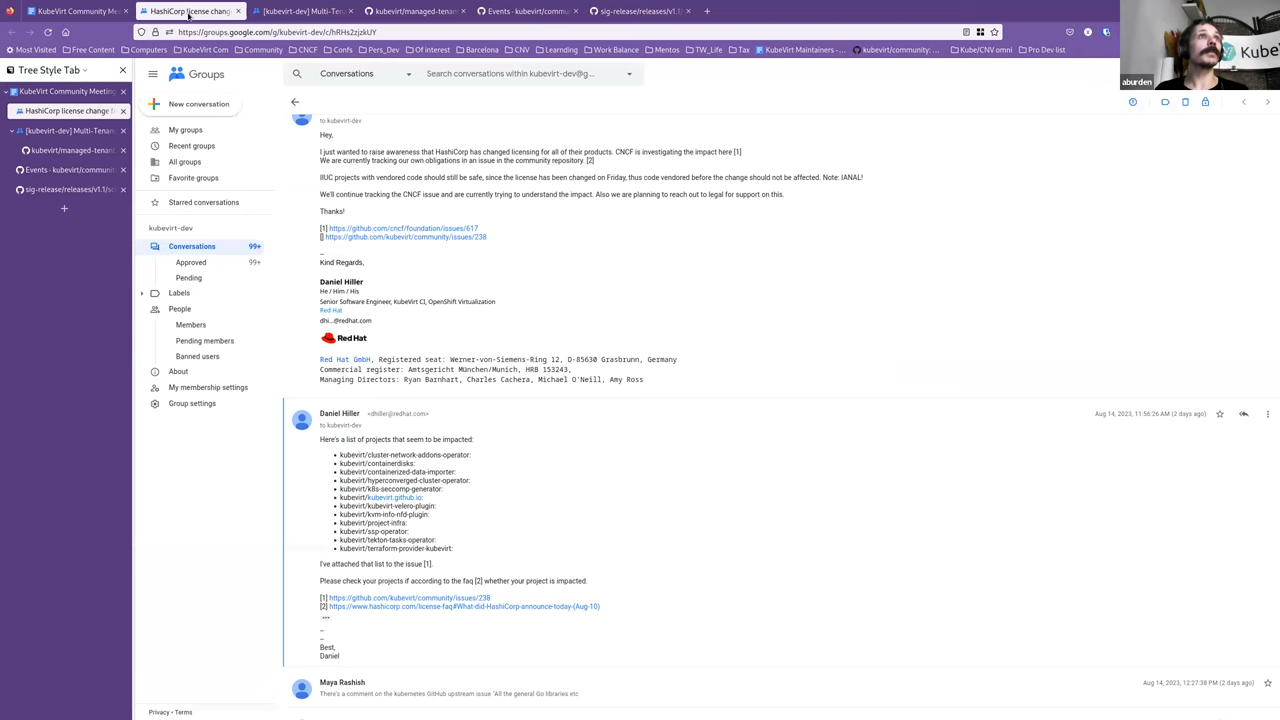 KubeVirt Community Meeting
HashiCorp license chang
[kubevirt-dev] Multi-Tena
kubevirt/managed-tenan
Events · kubevirt/commu
sig-release/releases/v1.1/
https://groups.google.com/g/kubevirt-dev/c/hRHs2zjzkUY
Most Visited
Free Content
Computers
KubeVirt Com
Community
CNCF
Confs
Pers_Dev
Of interest
Barcelona
CNV
Learnding
Work Balance
Mentos
TW_Life
Tax
KubeVirt Maintainers - ...
kubevirt/community: ...
Kube/CNV omni
Pro Dev list
Kube
aburden
Tree Style Tab
KubeVirt Community Meeting
HashiCorp license change f
[kubevirt-dev] Multi-Tenan
kubevirt/managed-tenant
Events · kubevirt/commun
sig-release/releases/v1.1/sc
Groups
Conversations
Search conversations within kubevirt-dev@g ...
New conversation
My groups
Recent groups
All groups
Favorite groups
Starred conversations
kubevirt-dev
Conversations 99+
Approved 99+
Pending
Labels
People
Members
Pending members
Banned users
About
My membership settings
Group settings
Privacy • Terms
to kubevirt-dev
Hey,
I just wanted to raise awareness that HashiCorp has changed licensing for all of their products. CNCF is investigating the impact here [1]
We are currently tracking our own obligations in an issue in the community repository. [2]
IIUC projects with vendored code should still be safe, since the license has been changed on Friday, thus code vendored before the change should not be affected. Note: IANAL!
We'll continue tracking the CNCF issue and are currently trying to understand the impact. Also we are planning to reach out to legal for support on this.
Thanks!
[1] https://github.com/cncf/foundation/issues/617
[] https://github.com/kubevirt/community/issues/238
--
Kind Regards,
Daniel Hiller
He / Him / His
Senior Software Engineer, KubeVirt CI, OpenShift Virtualization
Red Hat
dhi...@redhat.com
Red Hat
Red Hat GmbH, Registered seat: Werner-von-Siemens-Ring 12, D-85630 Grasbrunn, Germany
Commercial register: Amtsgericht München/Munich, HRB 153243,
Managing Directors: Ryan Barnhart, Charles Cachera, Michael O'Neill, Amy Ross
Daniel Hiller <dhiller@redhat.com>
Aug 14, 2023, 11:56:26 AM (2 days ago)
to kubevirt-dev
Here's a list of projects that seem to be impacted:
• kubevirt/cluster-network-addons-operator:
• kubevirt/containerdisks:
• kubevirt/containerized-data-importer:
• kubevirt/hyperconverged-cluster-operator:
• kubevirt/k8s-seccomp-generator:
• kubevirt/kubevirt.github.io:
• kubevirt/kubevirt-velero-plugin:
• kubevirt/kvm-info-nfd-plugin:
• kubevirt/project-infra:
• kubevirt/ssp-operator:
• kubevirt/tekton-tasks-operator:
• kubevirt/terraform-provider-kubevirt:
I've attached that list to the issue [1].
Please check your projects if according to the faq [2] whether your project is impacted.
[1] https://github.com/kubevirt/community/issues/238
[2] https://www.hashicorp.com/license-faq#What-did-HashiCorp-announce-today-(Aug-10)
...
--
--
Best,
Daniel
Maya Rashish
Aug 14, 2023, 12:27:38 PM (2 days ago)
There's a comment on the kubernetes GitHub upstream issue "All the general Go libraries etc